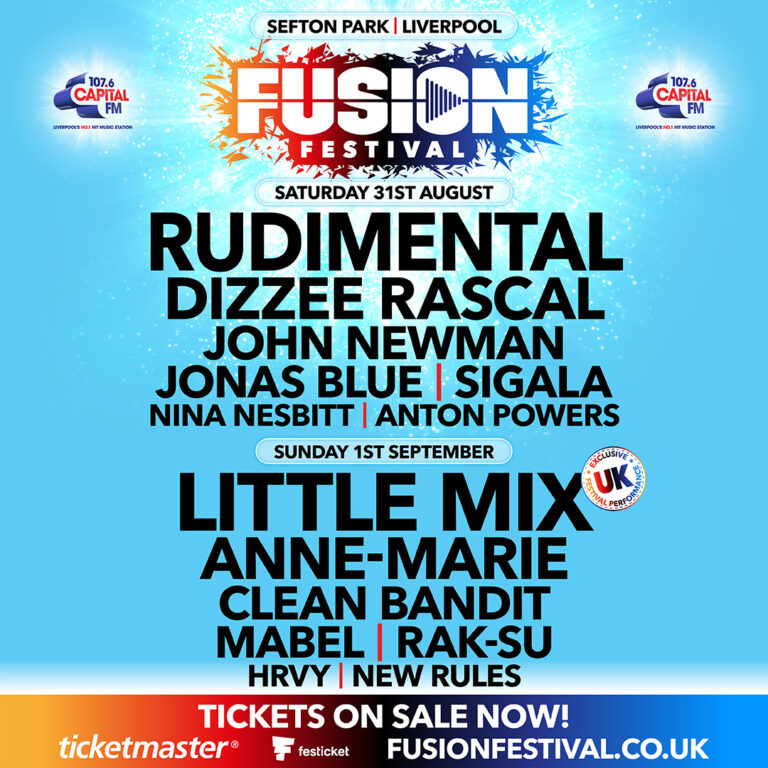 SEFTON PARK | LIVERPOOL
107.6
CAPITAL
FM
LIVERPOOL'S NO.1 HIT MUSIC STATION
FUSION
FESTIVAL
107.6
CAPITAL
FM
LIVERPOOL'S NO.1 HIT MUSIC STATION
SATURDAY 31ST AUGUST
RUDIMENTAL
DIZZEE RASCAL
JOHN NEWMAN
JONAS BLUE | SIGALA
NINA NESBITT | ANTON POWERS
SUNDAY 1ST SEPTEMBER
LITTLE MIX
EXCLUSIVE
UK
FESTIVAL PERFORMANCE
ANNE-MARIE
CLEAN BANDIT
MABEL | RAK-SU
HRVY | NEW RULES
TICKETS ON SALE NOW!
ticketmaster® festicket FUSIONFESTIVAL.CO.UK